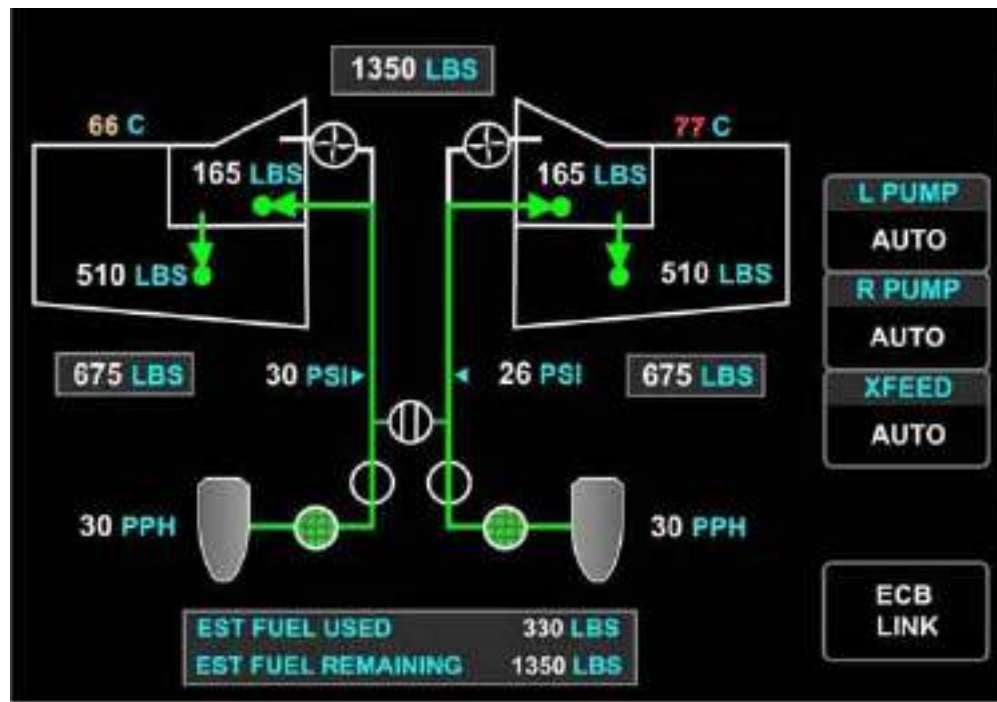 1350 LBS
66 C
77 C
165 LBS
165 LBS
L PUMP
AUTO
510 LBS
510 LBS
R PUMP
AUTO
675 LBS
30 PSI
26 PSI
675 LBS
XFEED
AUTO
30 PPH
30 PPH
ECB
LINK
EST FUEL USED 330 LBS
EST FUEL REMAINING 1350 LBS